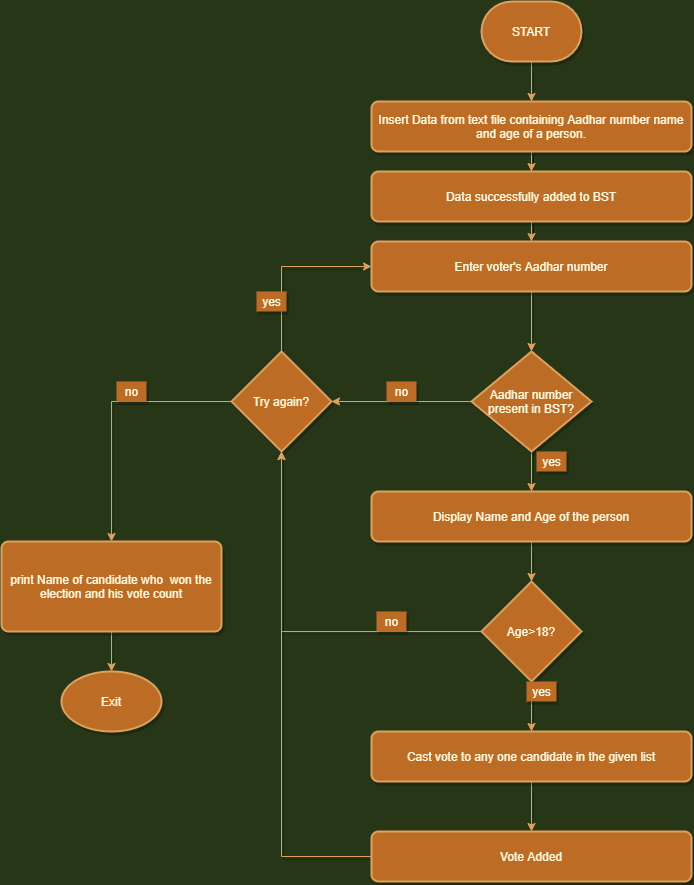 START
Insert Data from text file containing Aadhar number name
and age of a person.
Data successfully added to BST
Enter voter's Aadhar number
yes
no
no
Try again?
Aadhar number
present in BST?
yes
Display Name and Age of the person
print Name of candidate who won the
election and his vote count
no
Age>18?
yes
Exit
Cast vote to any one candidate in the given list
Vote Added